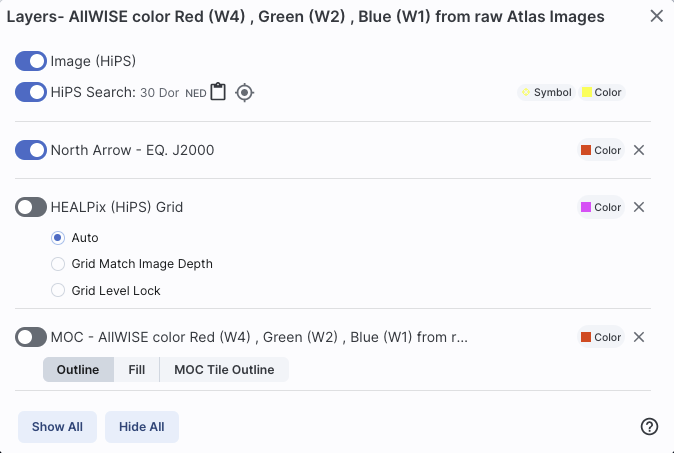 Layers- AllWISE color Red (W4) , Green (W2) , Blue (W1) from raw Atlas Images
Image (HiPS)
HiPS Search: 30 Dor NED Symbol Color
North Arrow - EQ. J2000 Color
HEALPix (HiPS) Grid Color
Auto
Grid Match Image Depth
Grid Level Lock
MOC - AllWISE color Red (W4) , Green (W2) , Blue (W1) from r... Color
Outline Fill MOC Tile Outline
Show All Hide All